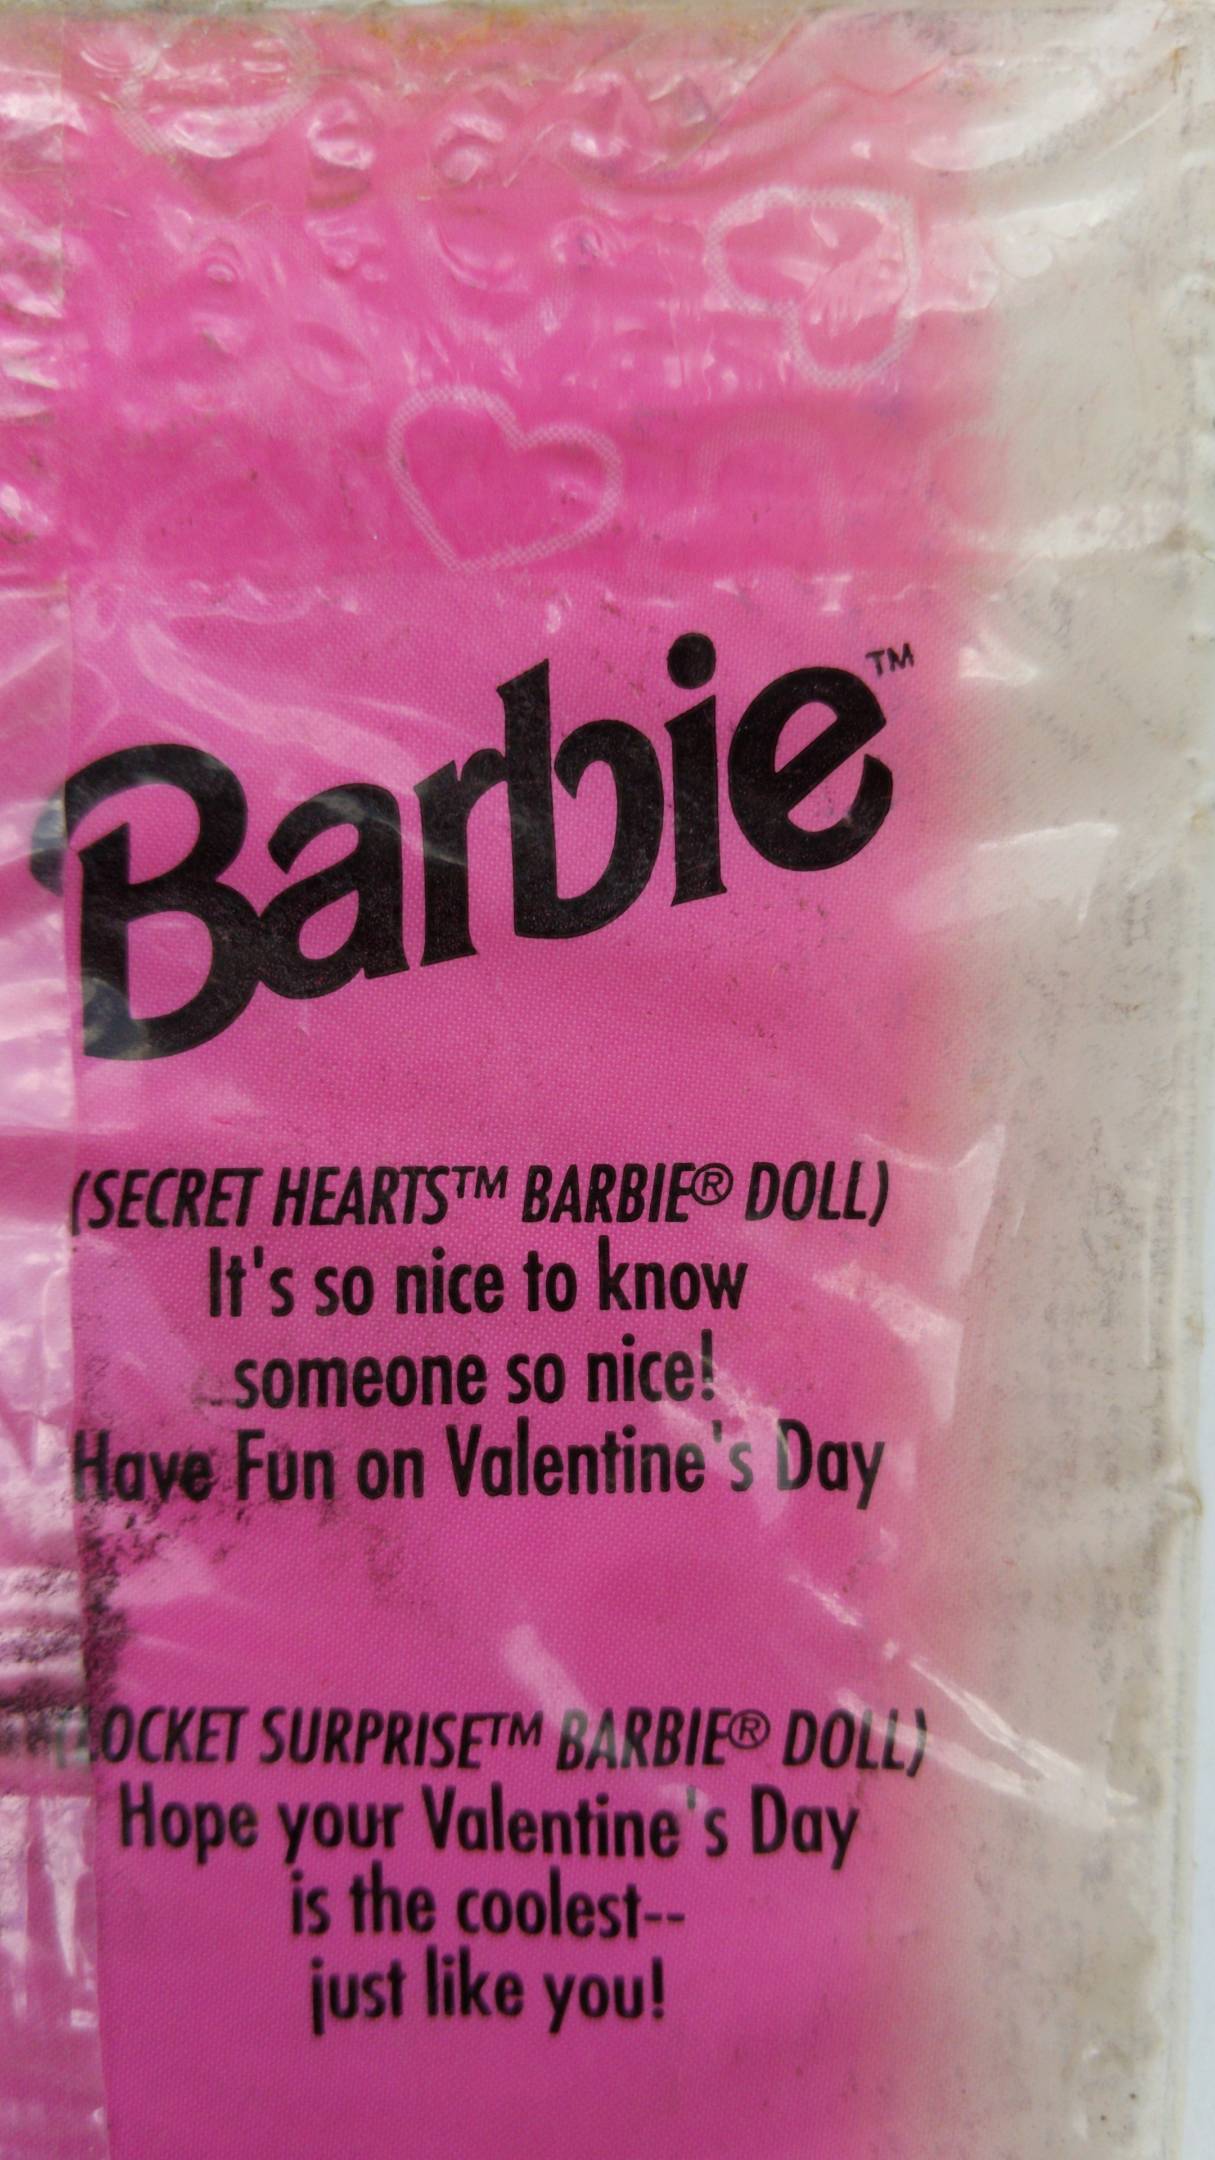 Barbie™
(SECRET HEARTS™ BARBIE® DOLL)
It's so nice to know
someone so nice!
Have Fun on Valentine's Day
(LOCKET SURPRISE™ BARBIE® DOLL)
Hope your Valentine's Day
is the coolest--
just like you!